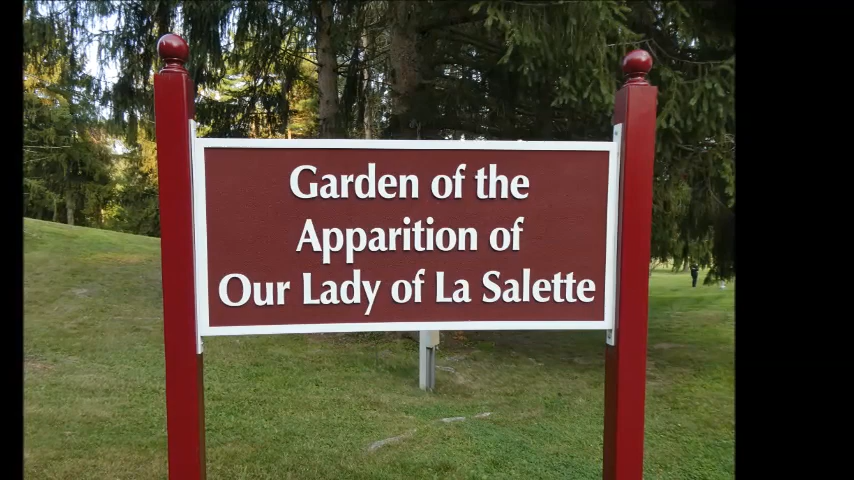 Garden of the
Apparition of
Our Lady of La Salette